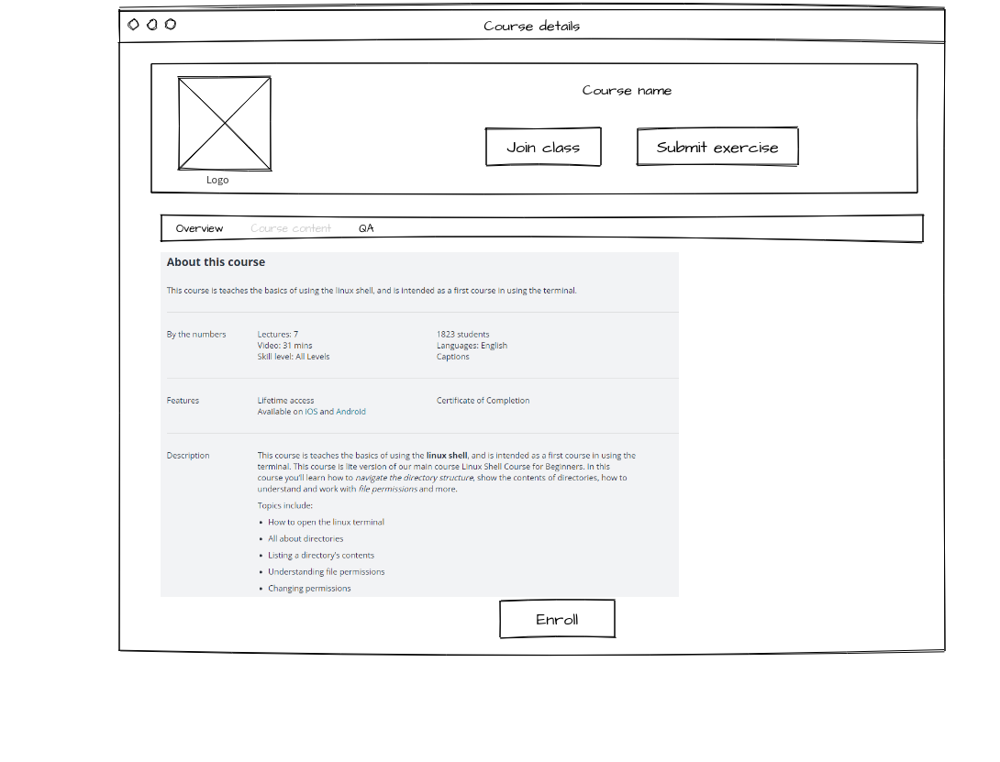 Course details
Course name
Join class
Submit exercise
Logo
Overview
Course content
QA
About this course
This course is teaches the basics of using the linux shell, and is intended as a first course in using the terminal.
By the numbers
Lectures: 7
Video: 31 mins
Skill level: All Levels
1823 students
Languages: English
Captions
Features
Lifetime access
Available on iOS and Android
Certificate of Completion
Description
This course is teaches the basics of using the linux shell, and is intended as a first course in using the
terminal. This course is lite version of our main course Linux Shell Course for Beginners. In this
course you'll learn how to navigate the directory structure, show the contents of directories, how to
understand and work with file permissions and more.
Topics include:
• How to open the linux terminal
• All about directories
• Listing a directory's contents
• Understanding file permissions
• Changing permissions
Enroll